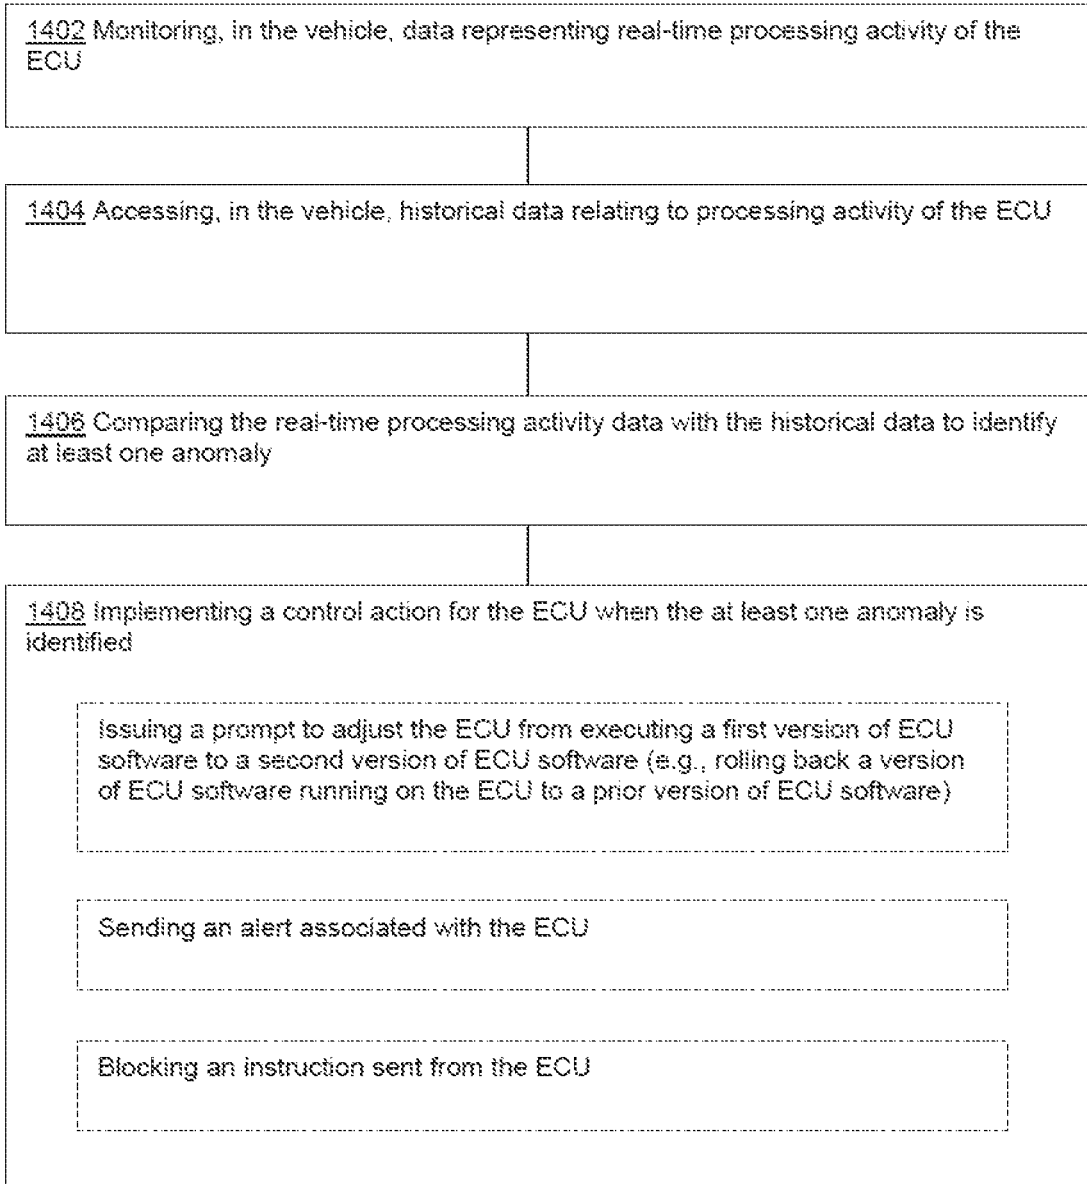 1402 Monitoring, in the vehicle, data representing real-time processing activity of the
ECU
1404 Accessing, in the vehicle, historical data relating to processing activity of the ECU
1406 Comparing the real-time processing activity data with the historical data to identify
at least one anomaly
1408 Implementing a control action for the ECU when the at least one anomaly is
identified
Issuing a prompt to adjust the ECU from executing a first version of ECU
software to a second version of ECU software (e.g., rolling back a version
of ECU software running on the ECU to a prior version of ECU software)
Sending an alert associated with the ECU
Blocking an instruction sent from the ECU